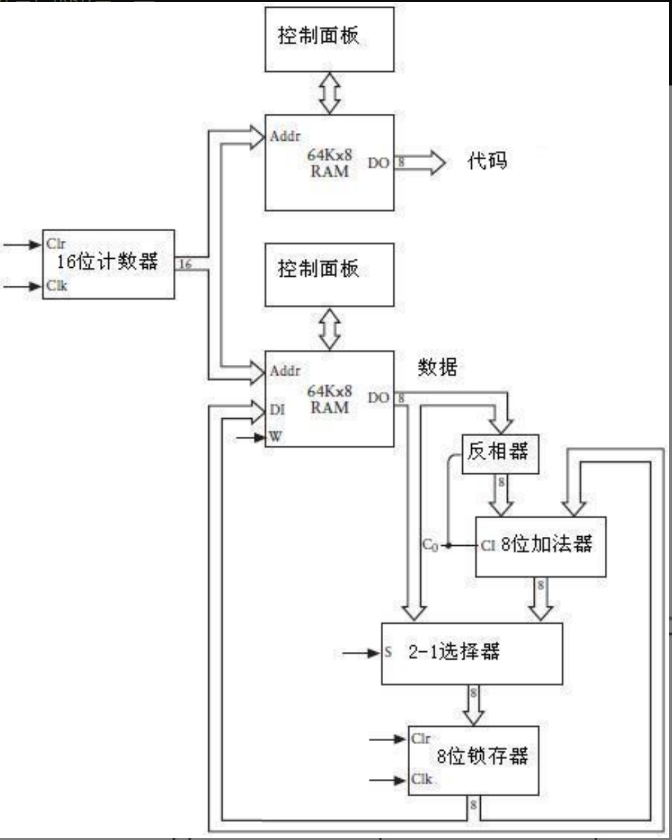 控制面板
Addr
64Kx8
RAM
DO
8
代码
Clr
16位计数器
Clk
16
控制面板
数据
Addr
64Kx8
RAM
DO
8
DI
W
反相器
8
C₀
CI
8位加法器
8
S
2-1选择器
8
Clr
8位锁存器
Clk
8